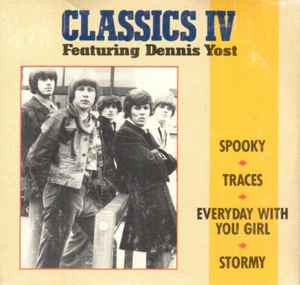 CLASSICS IV
Featuring Dennis Yost
SPOOKY
TRACES
EVERYDAY WITH
YOU GIRL
STORMY